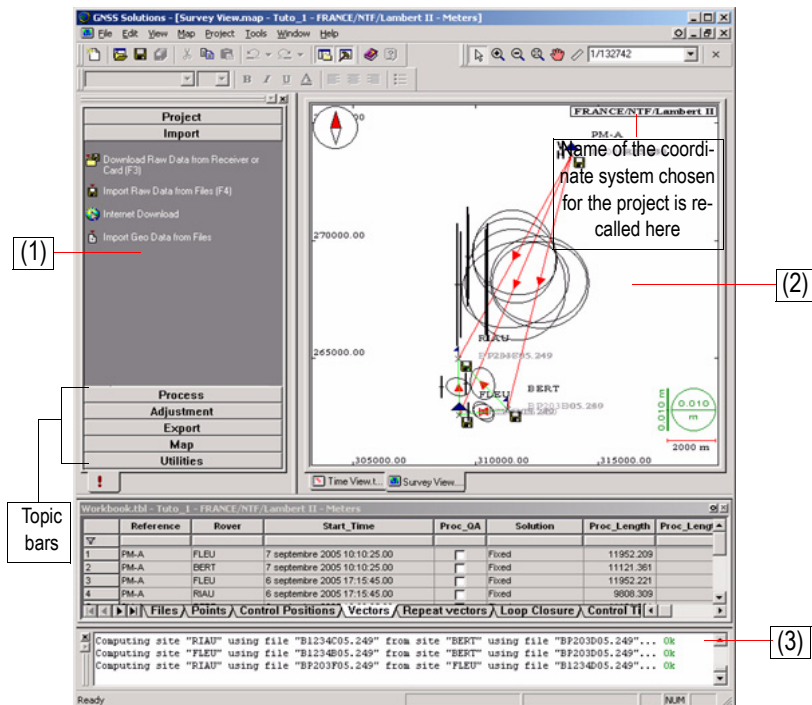 GNSS Solutions - [Survey View.map - Tuto_1 - FRANCE/NTF/Lambert II - Meters]
File Edit View Map Project Tools Window Help
1/132742
B I U A
Project
Import
Download Raw Data from Receiver or
Card (F3)
Import Raw Data from Files (F4)
Internet Download
Import Geo Data from Files
(1)
Process
Adjustment
Export
Map
Utilities
Topic
bars
FRANCE/NTF/Lambert II
PM-A
Name of the coordi-
nate system chosen
for the project is re-
called here
(2)
270000.00
265000.00
RIAU
BP204E05.249
BERT
FLEU
BP203B05.269
0.010 m
0.010
m
2000 m
305000.00
310000.00
315000.00
Time View.t...
Survey View....
Workbook.tbl - Tuto_1 - FRANCE/NTF/Lambert II - Meters
Reference Rover Start_Time Proc_QA Solution Proc_Length Proc_Lengt
1 PM-A FLEU 7 septembre 2005 10:10:25.00 Fixed 11952.209
2 PM-A BERT 7 septembre 2005 10:10:25.00 Fixed 11121.361
3 PM-A FLEU 6 septembre 2005 17:15:45.00 Fixed 11952.221
4 PM-A RIAU 6 septembre 2005 17:15:45.00 Fixed 9808.309
Files Points Control Positions Vectors Repeat vectors Loop Closure Control Ti
Computing site "RIAU" using file "B1234C05.249" from site "BERT" using file "BP203D05.249"... Ok
Computing site "FLEU" using file "B1234B05.249" from site "BERT" using file "BP203D05.249"... Ok
Computing site "RIAU" using file "BP203F05.249" from site "FLEU" using file "B1234D05.249"... Ok
(3)
Ready
NUM